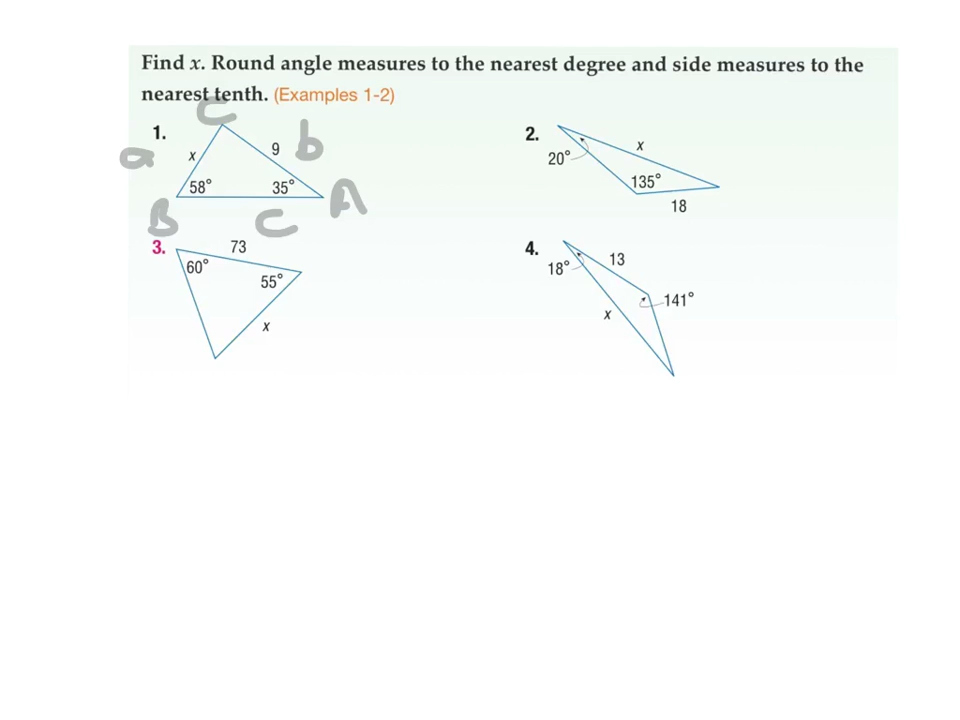 Find x. Round angle measures to the nearest degree and side measures to the
nearest tenth. (Examples 1-2)
1.
C
a
x
9
b
58°
35°
B
C
A
2.
20°
x
135°
18
3.
73
60°
55°
x
4.
18°
13
141°
x